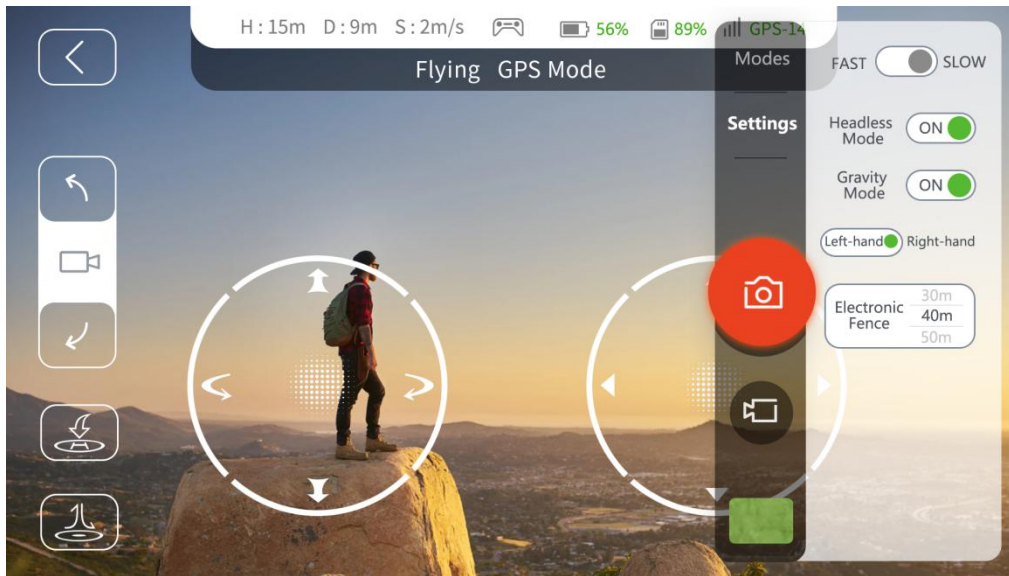 H : 15m D : 9m S : 2m/s 56% 89% GPS-14
Flying GPS Mode
Modes
Settings
FAST SLOW
Headless
Mode
ON
Gravity
Mode
ON
Left-hand Right-hand
Electronic
Fence
30m
40m
50m